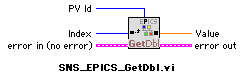 PV Id
EPICS
Index
Value
error in (no error)
GetDbl
error out
SNS_EPICS_GetDbl.vi